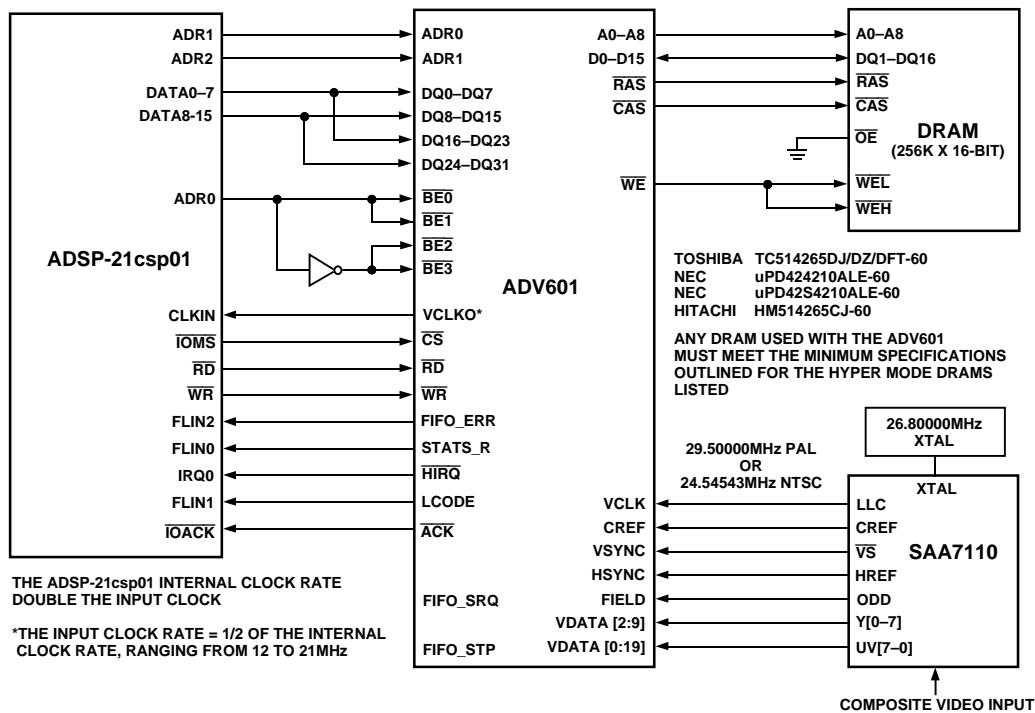 ADSP-21csp01
ADR1
ADR2
DATA0–7
DATA8-15
ADR0
CLKIN
IOMS
RD
WR
FLIN2
FLIN0
IRQ0
FLIN1
IOACK
ADV601
ADR0
ADR1
DQ0–DQ7
DQ8–DQ15
DQ16–DQ23
DQ24–DQ31
BE0
BE1
BE2
BE3
VCLKO*
CS
RD
WR
FIFO_ERR
STATS_R
HIRQ
LCODE
ACK
FIFO_SRQ
FIFO_STP
A0–A8
D0–D15
RAS
CAS
WE
VCLK
CREF
VSYNC
HSYNC
FIELD
VDATA [2:9]
VDATA [0:19]
A0–A8
DQ1–DQ16
RAS
CAS
OE
WEL
WEH
DRAM
(256K X 16-BIT)
TOSHIBA TC514265DJ/DZ/DFT-60
NEC uPD424210ALE-60
NEC uPD42S4210ALE-60
HITACHI HM514265CJ-60
ANY DRAM USED WITH THE ADV601
MUST MEET THE MINIMUM SPECIFICATIONS
OUTLINED FOR THE HYPER MODE DRAMS
LISTED
26.80000MHz
XTAL
29.50000MHz PAL
OR
24.54543MHz NTSC
XTAL
LLC
CREF
VS
HREF
ODD
Y[0–7]
UV[7–0]
SAA7110
COMPOSITE VIDEO INPUT
THE ADSP-21csp01 INTERNAL CLOCK RATE
DOUBLE THE INPUT CLOCK
*THE INPUT CLOCK RATE = 1/2 OF THE INTERNAL
CLOCK RATE, RANGING FROM 12 TO 21MHz